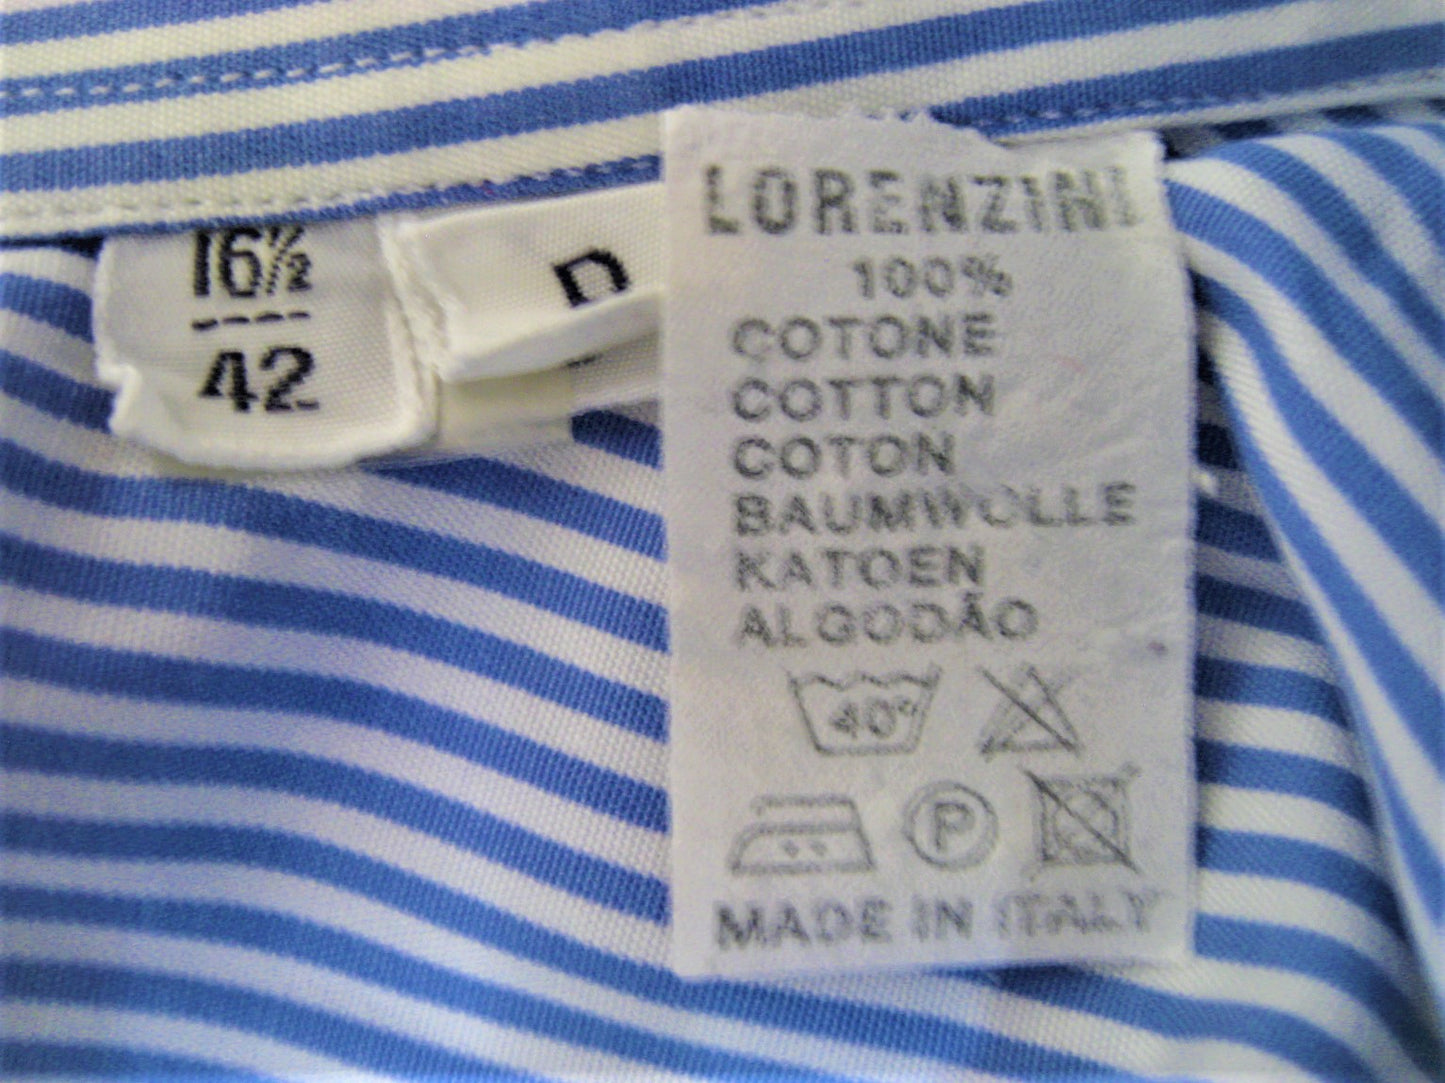 16½
42
D
LORENZINI
100%
COTONE
COTTON
COTON
BAUMWOLLE
KATOEN
ALGODÃO
40°
P
MADE IN ITALY